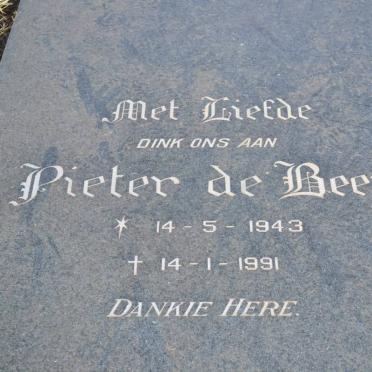 Met Liefde
DINK ONS AAN
Pieter de Bee
14-5-1943
14-1-1991
DANKIE HERE.